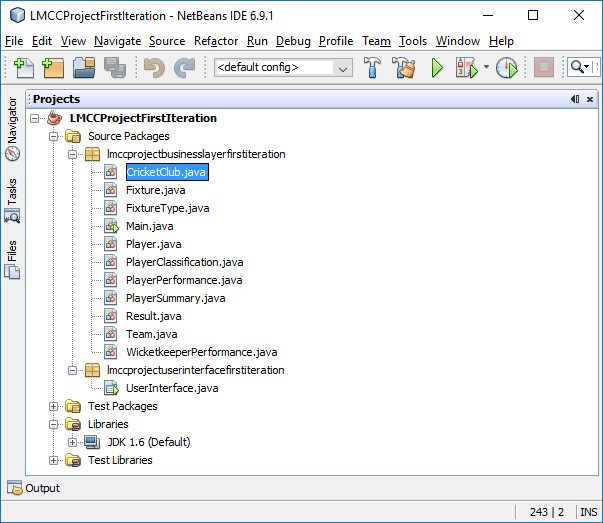 LMCCProjectFirstIteration - NetBeans IDE 6.9.1
File Edit View Navigate Source Refactor Run Debug Profile Team Tools Window Help
<default config>
Projects
Navigator
Tasks
Files
LMCCProjectFirstIteration
Source Packages
lmccprojectbusinesslayerfirstiteration
CricketClub.java
Fixture.java
FixtureType.java
Main.java
Player.java
PlayerClassification.java
PlayerPerformance.java
PlayerSummary.java
Result.java
Team.java
WicketkeeperPerformance.java
lmccprojectuserinterfacefirstiteration
UserInterface.java
Test Packages
Libraries
JDK 1.6 (Default)
Test Libraries
Output
243 | 2 INS